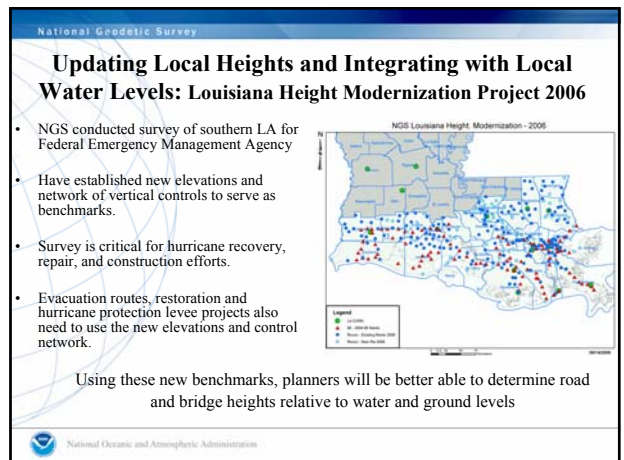 National Geodetic Survey
Updating Local Heights and Integrating with Local
Water Levels: Louisiana Height Modernization Project 2006
• NGS conducted survey of southern LA for
Federal Emergency Management Agency
• Have established new elevations and
network of vertical controls to serve as
benchmarks.
• Survey is critical for hurricane recovery,
repair, and construction efforts.
• Evacuation routes, restoration and
hurricane protection levee projects also
need to use the new elevations and control
network.
NGS Louisiana Height Modernization - 2006
N
Legend
Using these new benchmarks, planners will be better able to determine road
and bridge heights relative to water and ground levels
National Oceanic and Atmospheric Administration